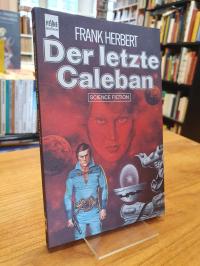 HEYNE
FRANK HERBERT
Der letzte
Caleban
SCIENCE FICTION